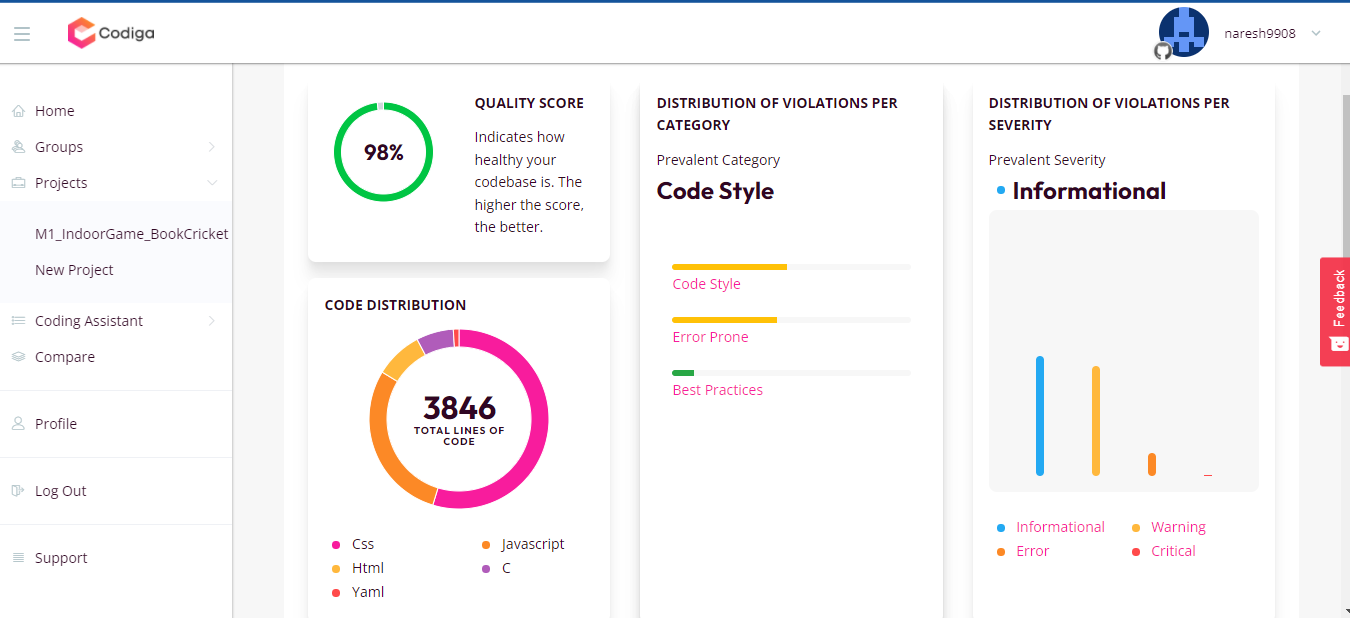 Codiga
naresh9908
Home
Groups
Projects
M1_IndoorGame_BookCricket
New Project
Coding Assistant
Compare
Profile
Log Out
Support
98%
QUALITY SCORE
Indicates how
healthy your
codebase is. The
higher the score,
the better.
CODE DISTRIBUTION
3846
TOTAL LINES OF
CODE
Css
Javascript
Html
C
Yaml
DISTRIBUTION OF VIOLATIONS PER
CATEGORY
Prevalent Category
Code Style
Code Style
Error Prone
Best Practices
DISTRIBUTION OF VIOLATIONS PER
SEVERITY
Prevalent Severity
Informational
Informational
Warning
Error
Critical
Feedback